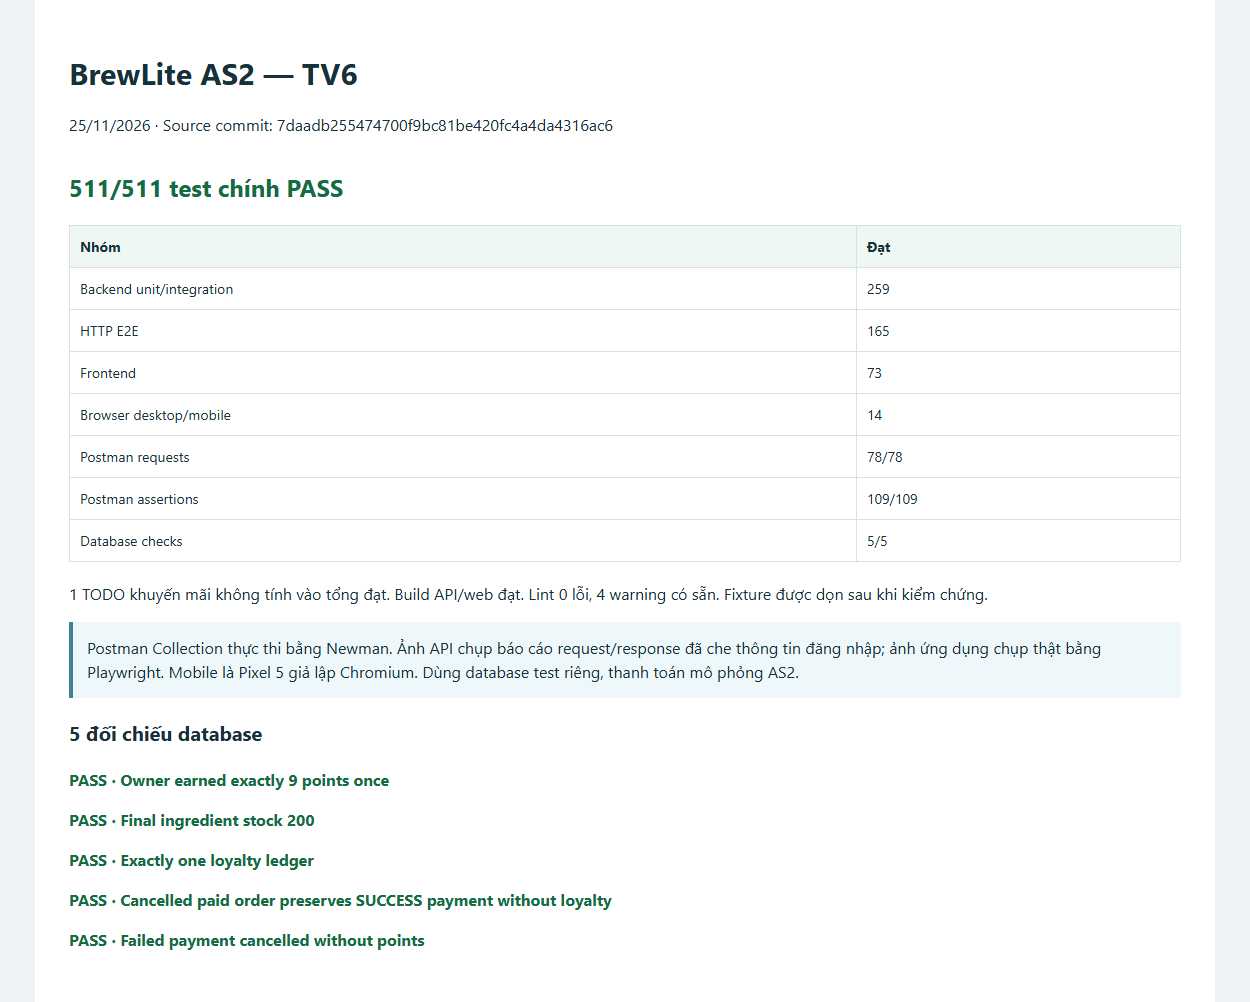 BrewLite AS2 — TV6
25/11/2026 · Source commit: 7daadb255474700f9bc81be420fc4a4da4316ac6
511/511 test chính PASS
Nhóm Đạt
Backend unit/integration 259
HTTP E2E 165
Frontend 73
Browser desktop/mobile 14
Postman requests 78/78
Postman assertions 109/109
Database checks 5/5
1 TODO khuyến mãi không tính vào tổng đạt. Build API/web đạt. Lint 0 lỗi, 4 warning có sẵn. Fixture được dọn sau khi kiểm chứng.
Postman Collection thực thi bằng Newman. Ảnh API chụp báo cáo request/response đã che thông tin đăng nhập; ảnh ứng dụng chụp thật bằng
Playwright. Mobile là Pixel 5 giả lập Chromium. Dùng database test riêng, thanh toán mô phỏng AS2.
5 đối chiếu database
PASS · Owner earned exactly 9 points once
PASS · Final ingredient stock 200
PASS · Exactly one loyalty ledger
PASS · Cancelled paid order preserves SUCCESS payment without loyalty
PASS · Failed payment cancelled without points